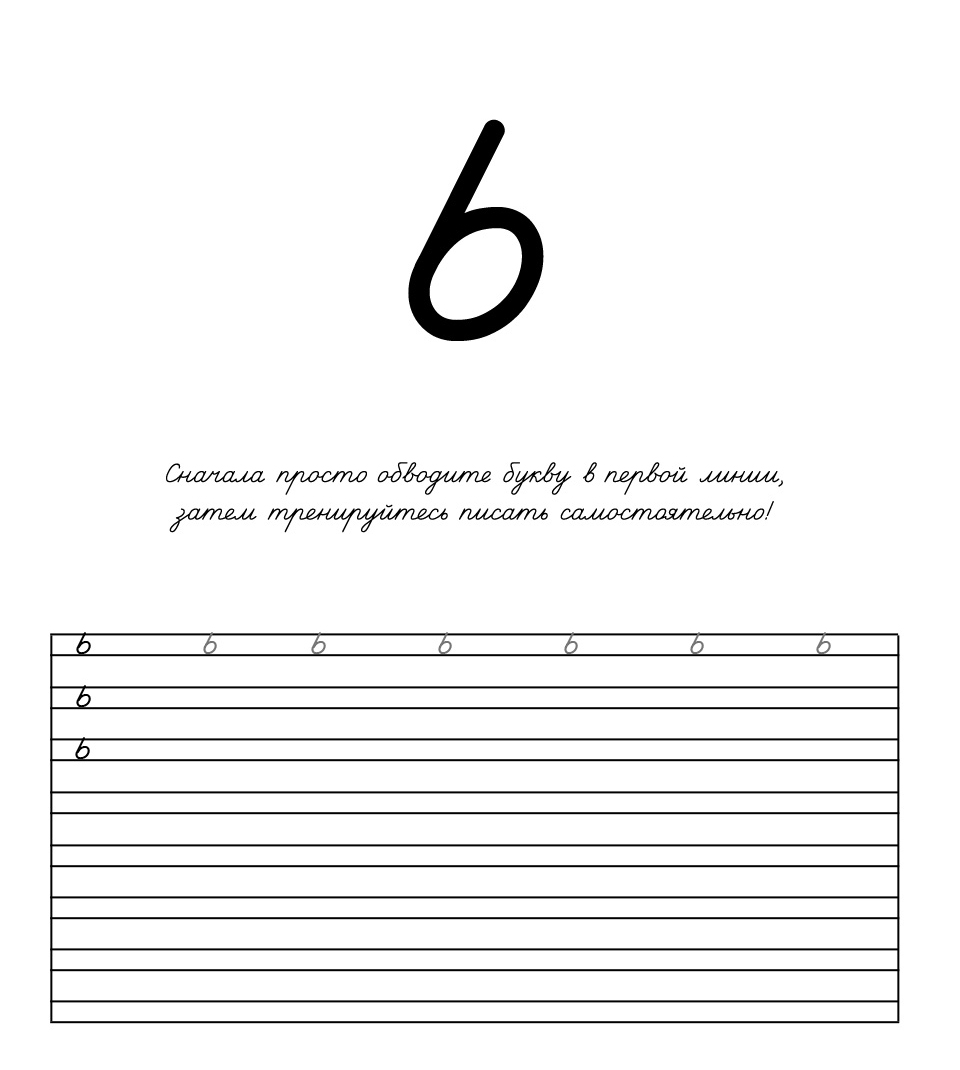 ь
Сначала просто обводите букву в первой линии,
затем тренируйтесь писать самостоятельно!
ь ь ь ь ь ь ь
ь
ь